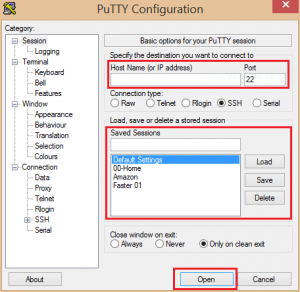 PuTTY Configuration
Category:
Session
Logging
Terminal
Keyboard
Bell
Features
Window
Appearance
Behaviour
Translation
Selection
Colours
Connection
Data
Proxy
Telnet
Rlogin
SSH
Serial
Basic options for your PuTTY session
Specify the destination you want to connect to
Host Name (or IP address) Port
22
Connection type:
Raw Telnet Rlogin SSH Serial
Load, save or delete a stored session
Saved Sessions
Default Settings
00-Home
Amazon
Faster 01
Load
Save
Delete
Close window on exit:
Always Never Only on clean exit
About Open Cancel